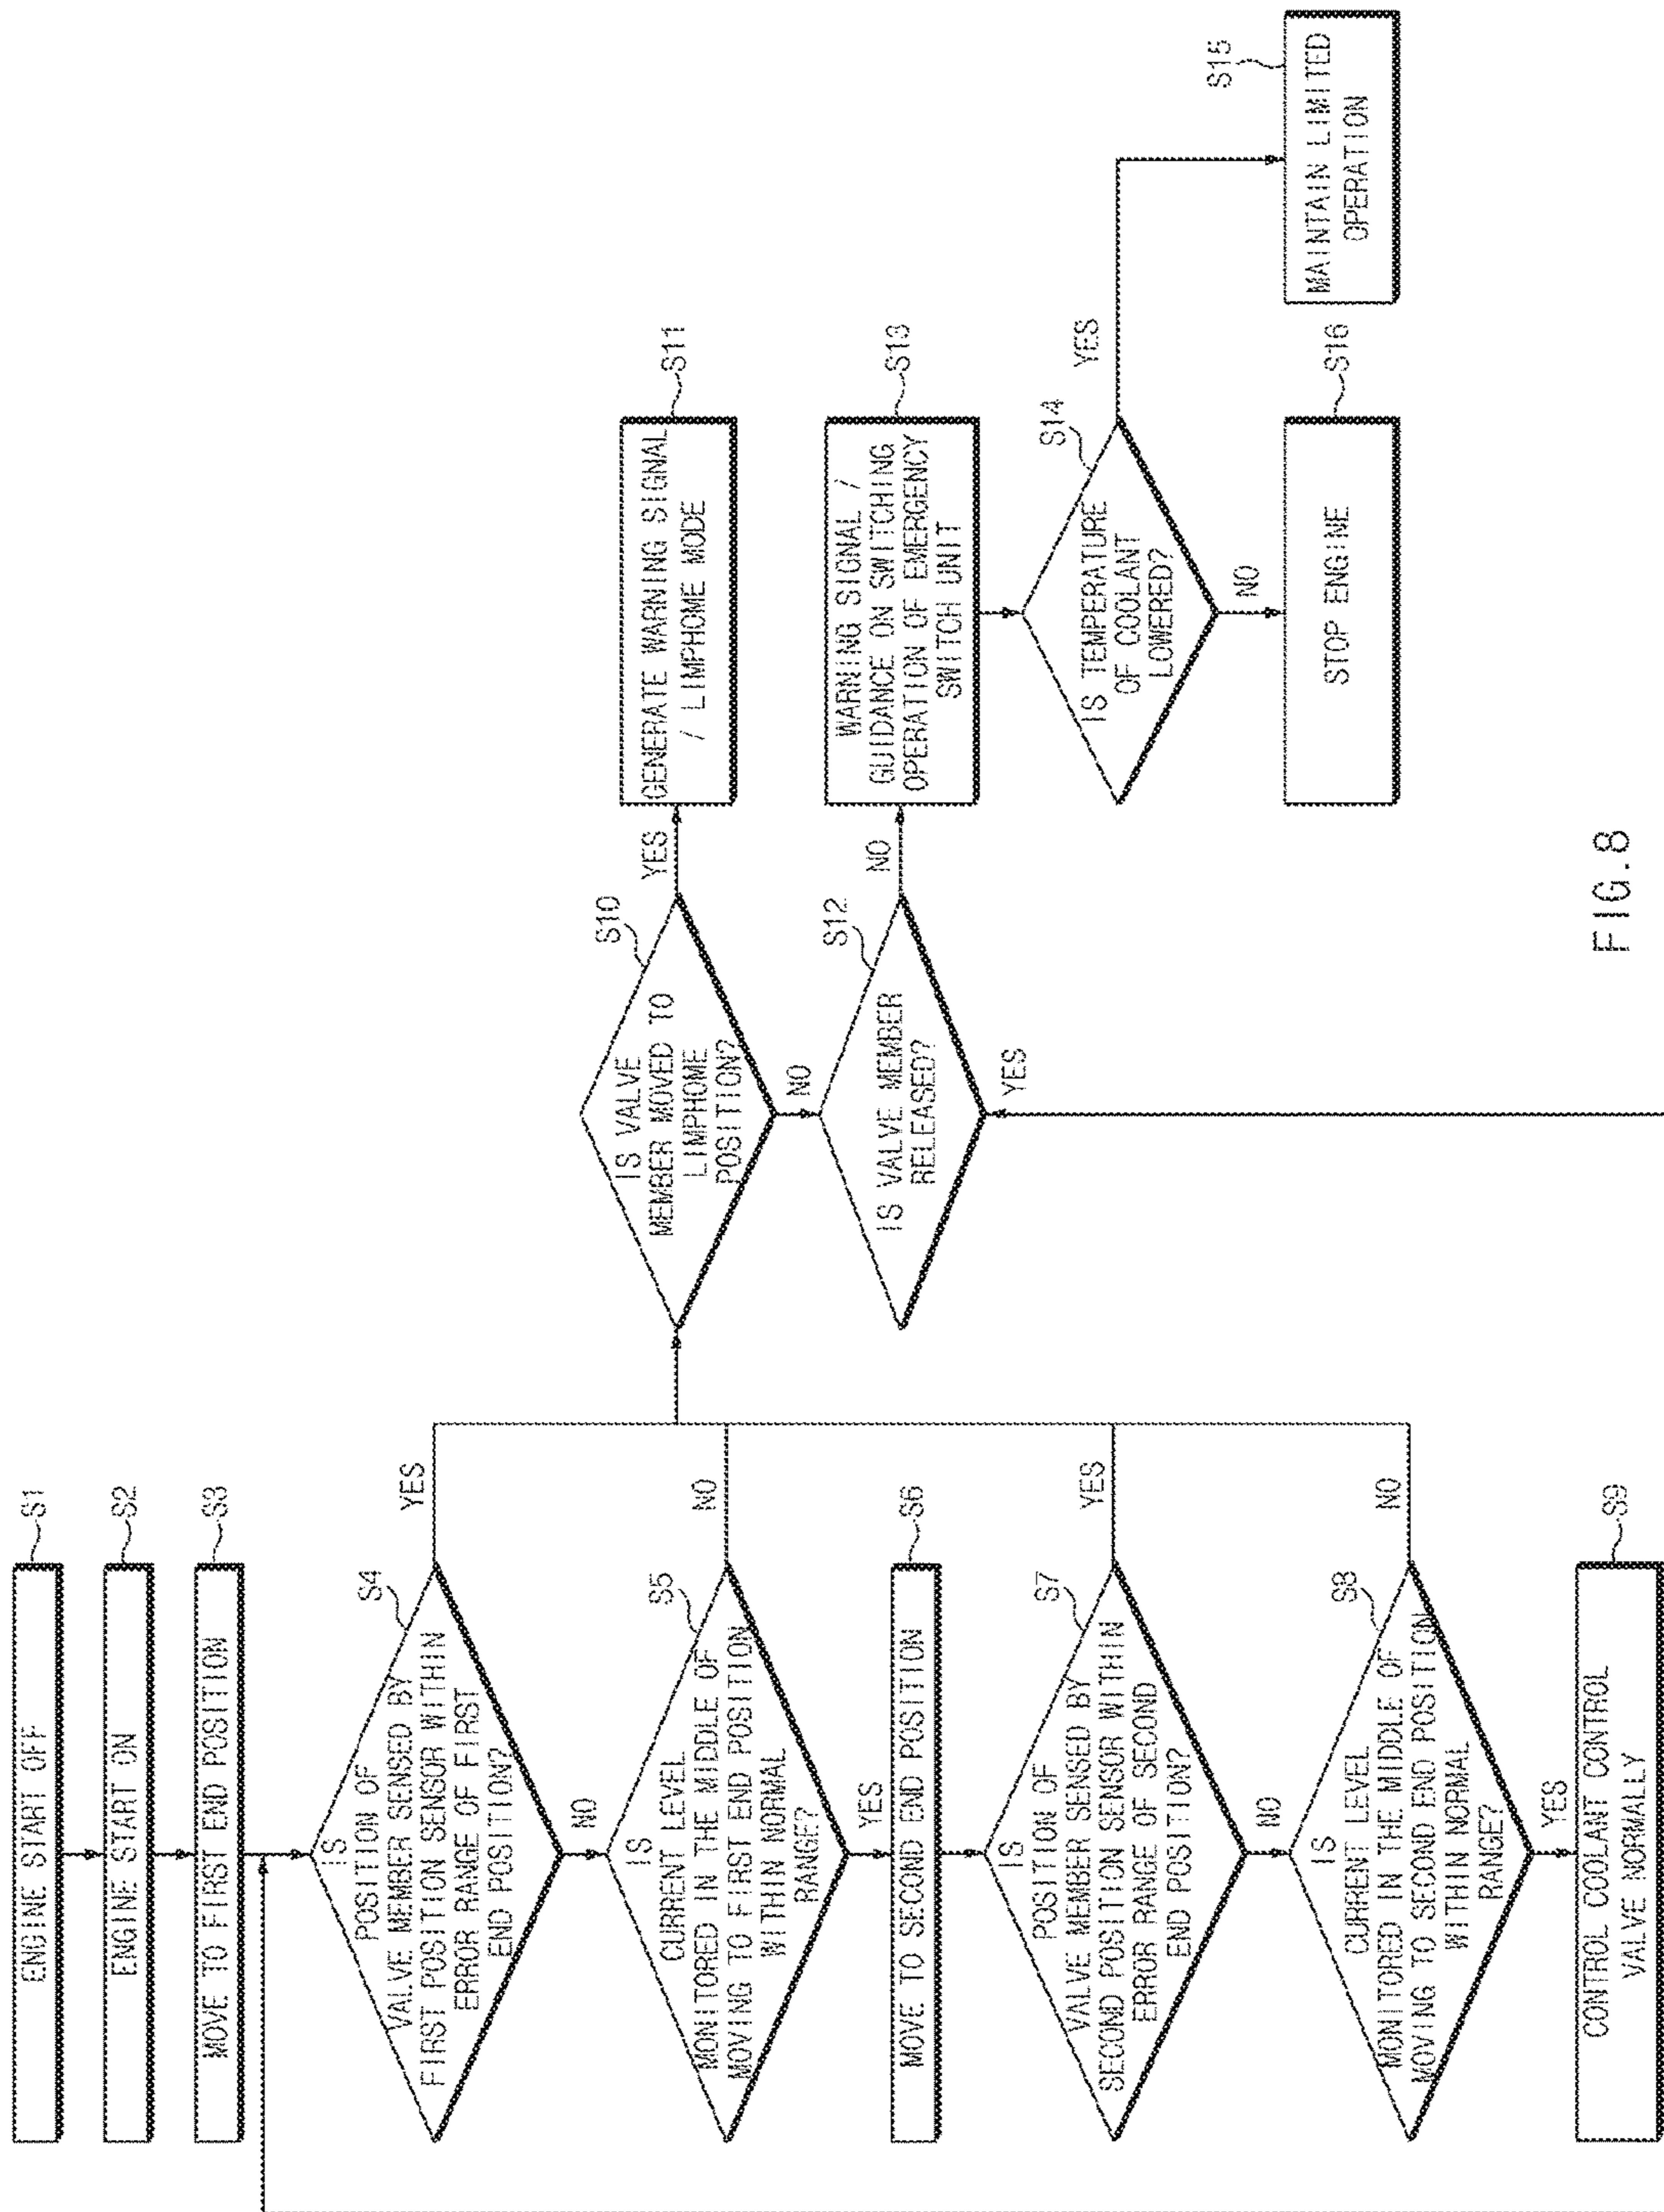 ENGINE START OFF
S1
ENGINE START ON
S2
MOVE TO FIRST END POSITION
S3
IS
POSITION OF
VALVE MEMBER SENSED BY
FIRST POSITION SENSOR WITHIN
ERROR RANGE OF FIRST
END POSITION?
S4
YES
NO
IS
CURRENT LEVEL
MONITORED IN THE MIDDLE OF
MOVING TO FIRST END POSITION
WITHIN NORMAL
RANGE?
S5
NO
YES
MOVE TO SECOND END POSITION
S6
IS
POSITION OF
VALVE MEMBER SENSED BY
SECOND POSITION SENSOR WITHIN
ERROR RANGE OF SECOND
END POSITION?
S7
YES
NO
IS
CURRENT LEVEL
MONITORED IN THE MIDDLE OF
MOVING TO SECOND END POSITION
WITHIN NORMAL
RANGE?
S8
NO
YES
CONTROL COOLANT CONTROL
VALVE NORMALLY
S9
IS VALVE
MEMBER MOVED TO
LIMPHOME
POSITION?
S10
YES
NO
GENERATE WARNING SIGNAL
/ LIMPHOME MODE
S11
IS VALVE MEMBER
RELEASED?
S12
NO
YES
WARNING SIGNAL /
GUIDANCE ON SWITCHING
OPERATION OF EMERGENCY
SWITCH UNIT
S13
IS TEMPERATURE
OF COOLANT
LOWERED?
S14
YES
NO
MAINTAIN LIMITED
OPERATION
S15
STOP ENGINE
S16
FIG.8